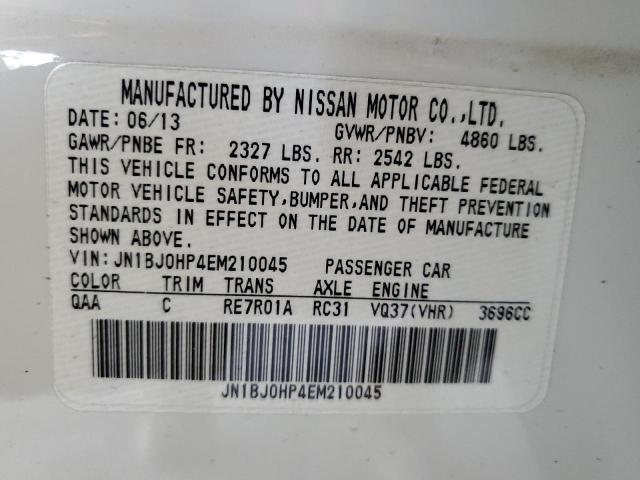 MANUFACTURED BY NISSAN MOTOR CO.,LTD.
DATE: 06/13 GVWR/PNBV: 4860 LBS.
GAWR/PNBE FR: 2327 LBS. RR: 2542 LBS.
THIS VEHICLE CONFORMS TO ALL APPLICABLE FEDERAL
MOTOR VEHICLE SAFETY,BUMPER,AND THEFT PREVENTION
STANDARDS IN EFFECT ON THE DATE OF MANUFACTURE
SHOWN ABOVE.
VIN:JN1BJ0HP4EM210045 PASSENGER CAR
COLOR TRIM TRANS AXLE ENGINE
QAA C RE7R01A RC31 VQ37(VHR) 3696CC
JN1BJ0HP4EM210045